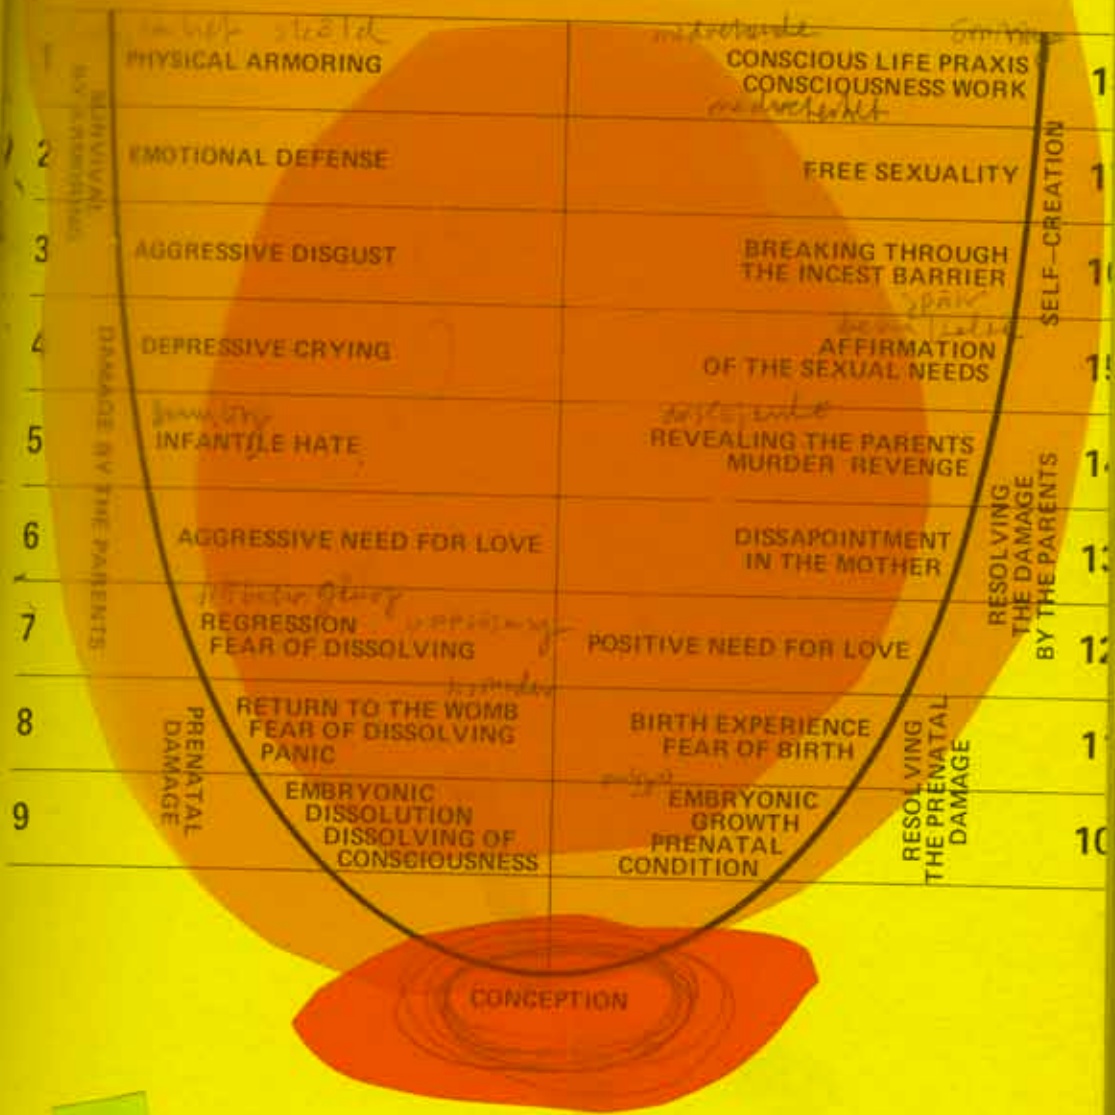 1
PHYSICAL ARMORING
CONSCIOUS LIFE PRAXIS
CONSCIOUSNESS WORK
2
EMOTIONAL DEFENSE
FREE SEXUALITY
3
AGGRESSIVE DISGUST
BREAKING THROUGH
THE INCEST BARRIER
4
DEPRESSIVE CRYING
AFFIRMATION
OF THE SEXUAL NEEDS
5
INFANTILE HATE
REVEALING THE PARENTS
MURDER REVENGE
6
AGGRESSIVE NEED FOR LOVE
DISSAPOINTMENT
IN THE MOTHER
7
REGRESSION
FEAR OF DISSOLVING
POSITIVE NEED FOR LOVE
12
8
RETURN TO THE WOMB
FEAR OF DISSOLVING
PANIC
BIRTH EXPERIENCE
FEAR OF BIRTH
9
EMBRYONIC
DISSOLUTION
DISSOLVING OF
CONSCIOUSNESS
EMBRYONIC
GROWTH
PRENATAL
CONDITION
10
CONCEPTION
SURVIVAL
BY ARMORING
DAMAGE BY THE PARENTS
PRENATAL
DAMAGE
SELF-CREATION
RESOLVING
THE DAMAGE
BY THE PARENTS
RESOLVING
THE PRENATAL
DAMAGE